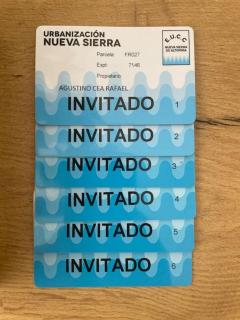 URBANIZACIÓN
NUEVA SIERRA
E.U.C.C.
NUEVA SIERRA
DE ALTORRIA
Parcela: FR027
Expt: 7146
Propietario
AGUSTINO CEA RAFAEL
INVITADO 1
INVITADO 2
INVITADO 3
INVITADO 4
INVITADO 5
INVITADO 6